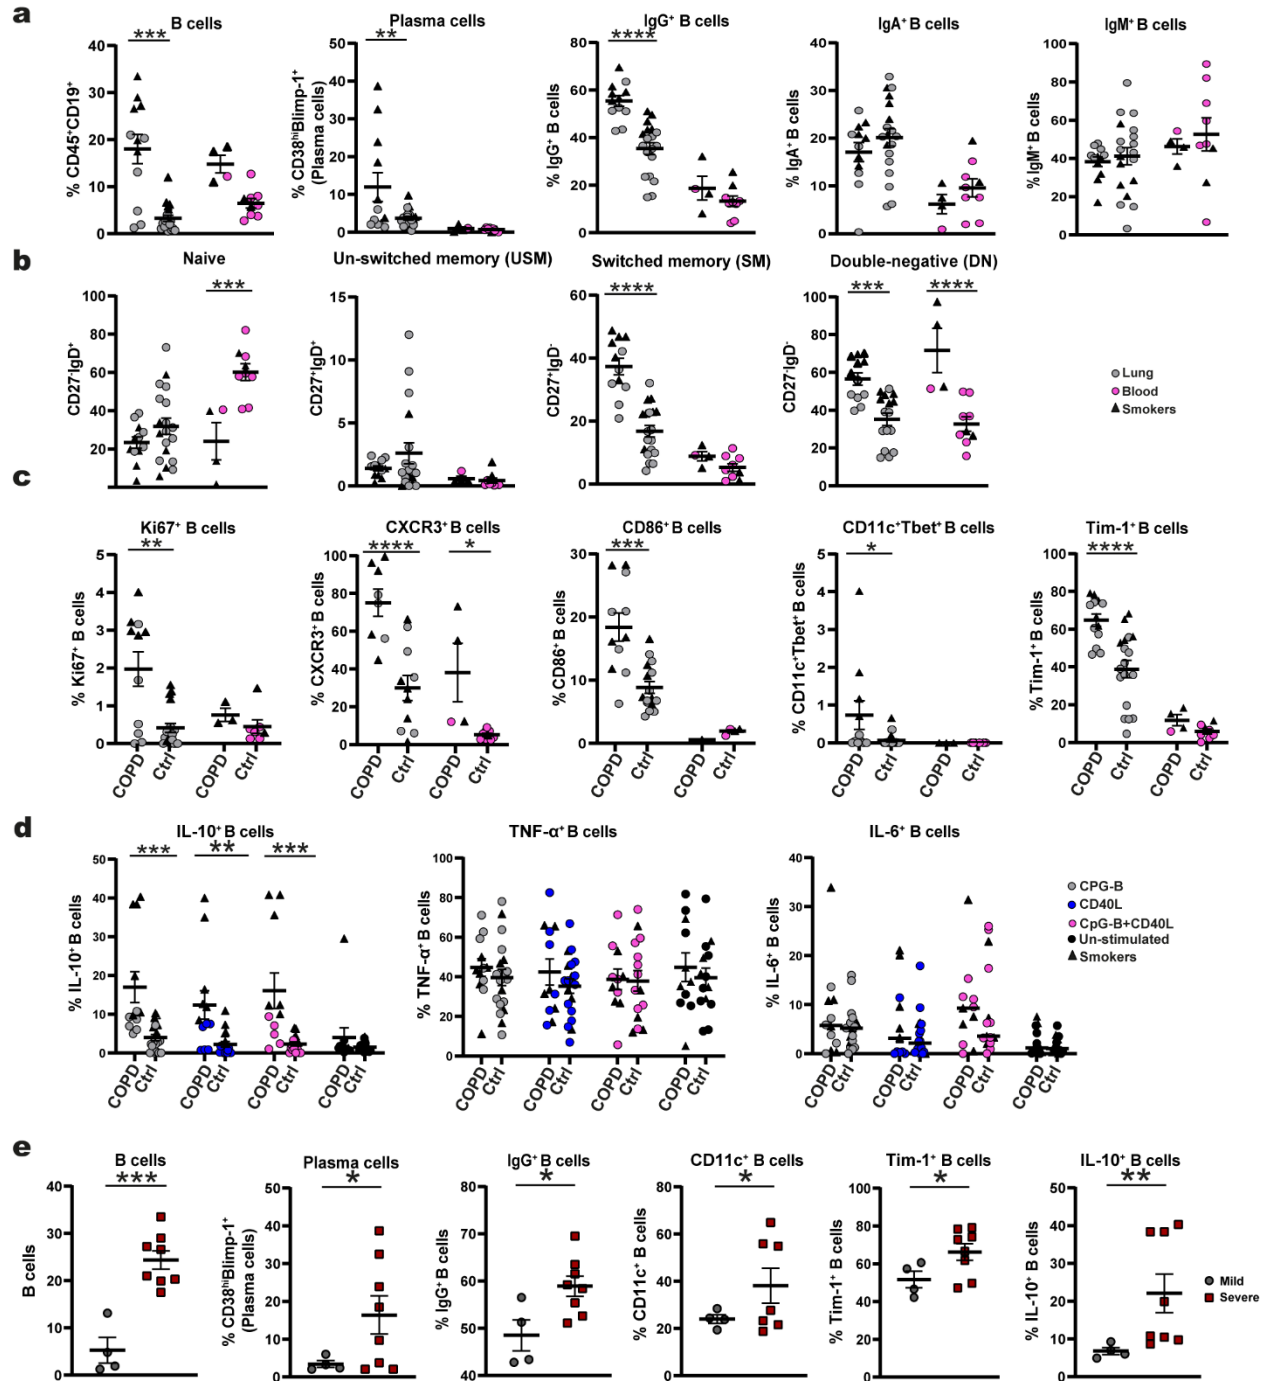 a
B cells
Plasma cells
IgG⁺ B cells
IgA⁺ B cells
IgM⁺ B cells
***
**
****
% CD45⁺CD19⁺
40
30
20
10
0
% CD38ʰⁱBlimp-1⁺
(Plasma cells)
50
40
30
20
10
0
% IgG⁺ B cells
80
60
40
20
0
% IgA⁺ B cells
40
30
20
10
0
% IgM⁺ B cells
100
80
60
40
20
0
b
Naive
Un-switched memory (USM)
Switched memory (SM)
Double-negative (DN)
***
****
***
****
CD27⁻IgD⁺
100
80
60
40
20
CD27⁺IgD⁺
15
10
5
0
CD27⁺IgD⁻
60
40
20
0
CD27⁻IgD⁻
100
80
60
40
20
0
Lung
Blood
Smokers
c
Ki67⁺ B cells
CXCR3⁺ B cells
CD86⁺ B cells
CD11c⁺Tbet⁺ B cells
Tim-1⁺ B cells
**
****
*
***
*
****
% Ki67⁺ B cells
5
4
3
2
1
0
COPD
Ctrl
COPD
Ctrl
% CXCR3⁺ B cells
100
80
60
40
20
0
COPD
Ctrl
COPD
Ctrl
% CD86⁺ B cells
30
20
10
0
COPD
Ctrl
COPD
Ctrl
% CD11c⁺Tbet⁺ B cells
5
4
3
2
1
0
COPD
Ctrl
COPD
Ctrl
% Tim-1⁺ B cells
100
80
60
40
20
0
COPD
Ctrl
COPD
Ctrl
d
IL-10⁺ B cells
TNF-α⁺ B cells
IL-6⁺ B cells
***
**
***
% IL-10⁺ B cells
50
40
30
20
10
0
COPD
Ctrl
COPD
Ctrl
COPD
Ctrl
COPD
Ctrl
% TNF-α⁺ B cells
100
80
60
40
20
0
COPD
Ctrl
COPD
Ctrl
COPD
Ctrl
COPD
Ctrl
% IL-6⁺ B cells
40
30
20
10
0
COPD
Ctrl
COPD
Ctrl
COPD
Ctrl
COPD
Ctrl
CPG-B
CD40L
CpG-B+CD40L
Un-stimulated
Smokers
e
B cells
Plasma cells
IgG⁺ B cells
CD11c⁺ B cells
Tim-1⁺ B cells
IL-10⁺ B cells
***
*
*
*
*
**
B cells
40
30
20
10
0
% CD38ʰⁱBlimp-1⁺
(Plasma cells)
50
40
30
20
10
0
% IgG⁺ B cells
80
70
60
50
40
% CD11c⁺ B cells
80
60
40
20
0
% Tim-1⁺ B cells
100
80
60
40
20
0
% IL-10⁺ B cells
50
40
30
20
10
0
Mild
Severe